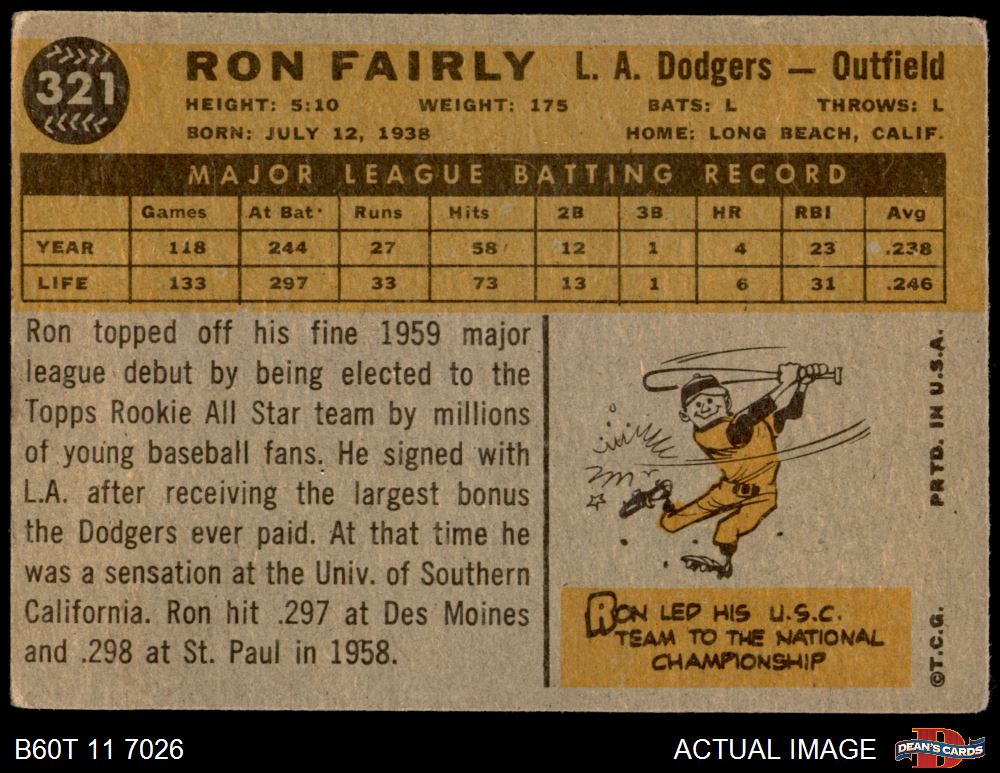 321
RON FAIRLY L. A. Dodgers — Outfield
HEIGHT: 5:10 WEIGHT: 175 BATS: L THROWS: L
BORN: JULY 12, 1938 HOME: LONG BEACH, CALIF.
MAJOR LEAGUE BATTING RECORD
Games At Bat Runs Hits 2B 3B HR RBI Avg
YEAR 118 244 27 58 12 1 4 23 .238
LIFE 133 297 33 73 13 1 6 31 .246
Ron topped off his fine 1959 major
league debut by being elected to the
Topps Rookie All Star team by millions
of young baseball fans. He signed with
L.A. after receiving the largest bonus
the Dodgers ever paid. At that time he
was a sensation at the Univ. of Southern
California. Ron hit .297 at Des Moines
and .298 at St. Paul in 1958.
RON LED HIS U.S.C.
TEAM TO THE NATIONAL
CHAMPIONSHIP
©T.C.G. PRTD. IN U.S.A.
B60T 11 7026 ACTUAL IMAGE DEAN'S CARDS